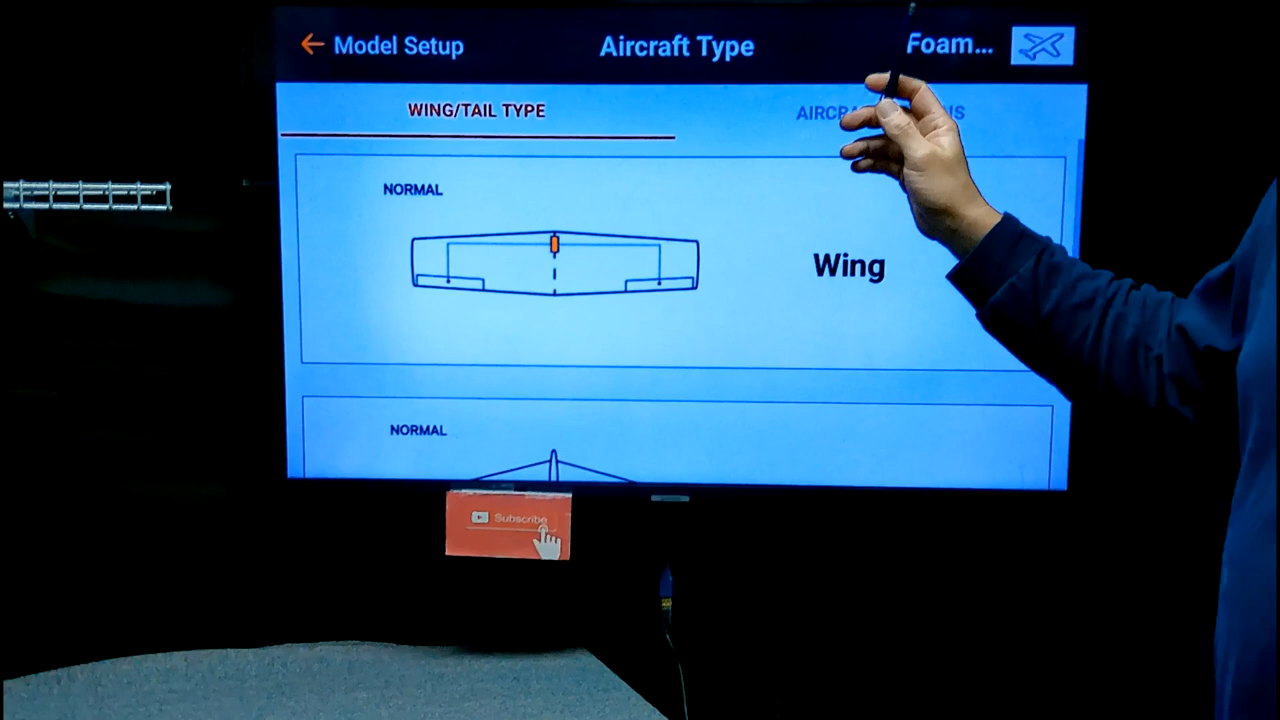 Model Setup
Aircraft Type
Foam...
WING/TAIL TYPE
NORMAL
Wing
NORMAL
Subscribe